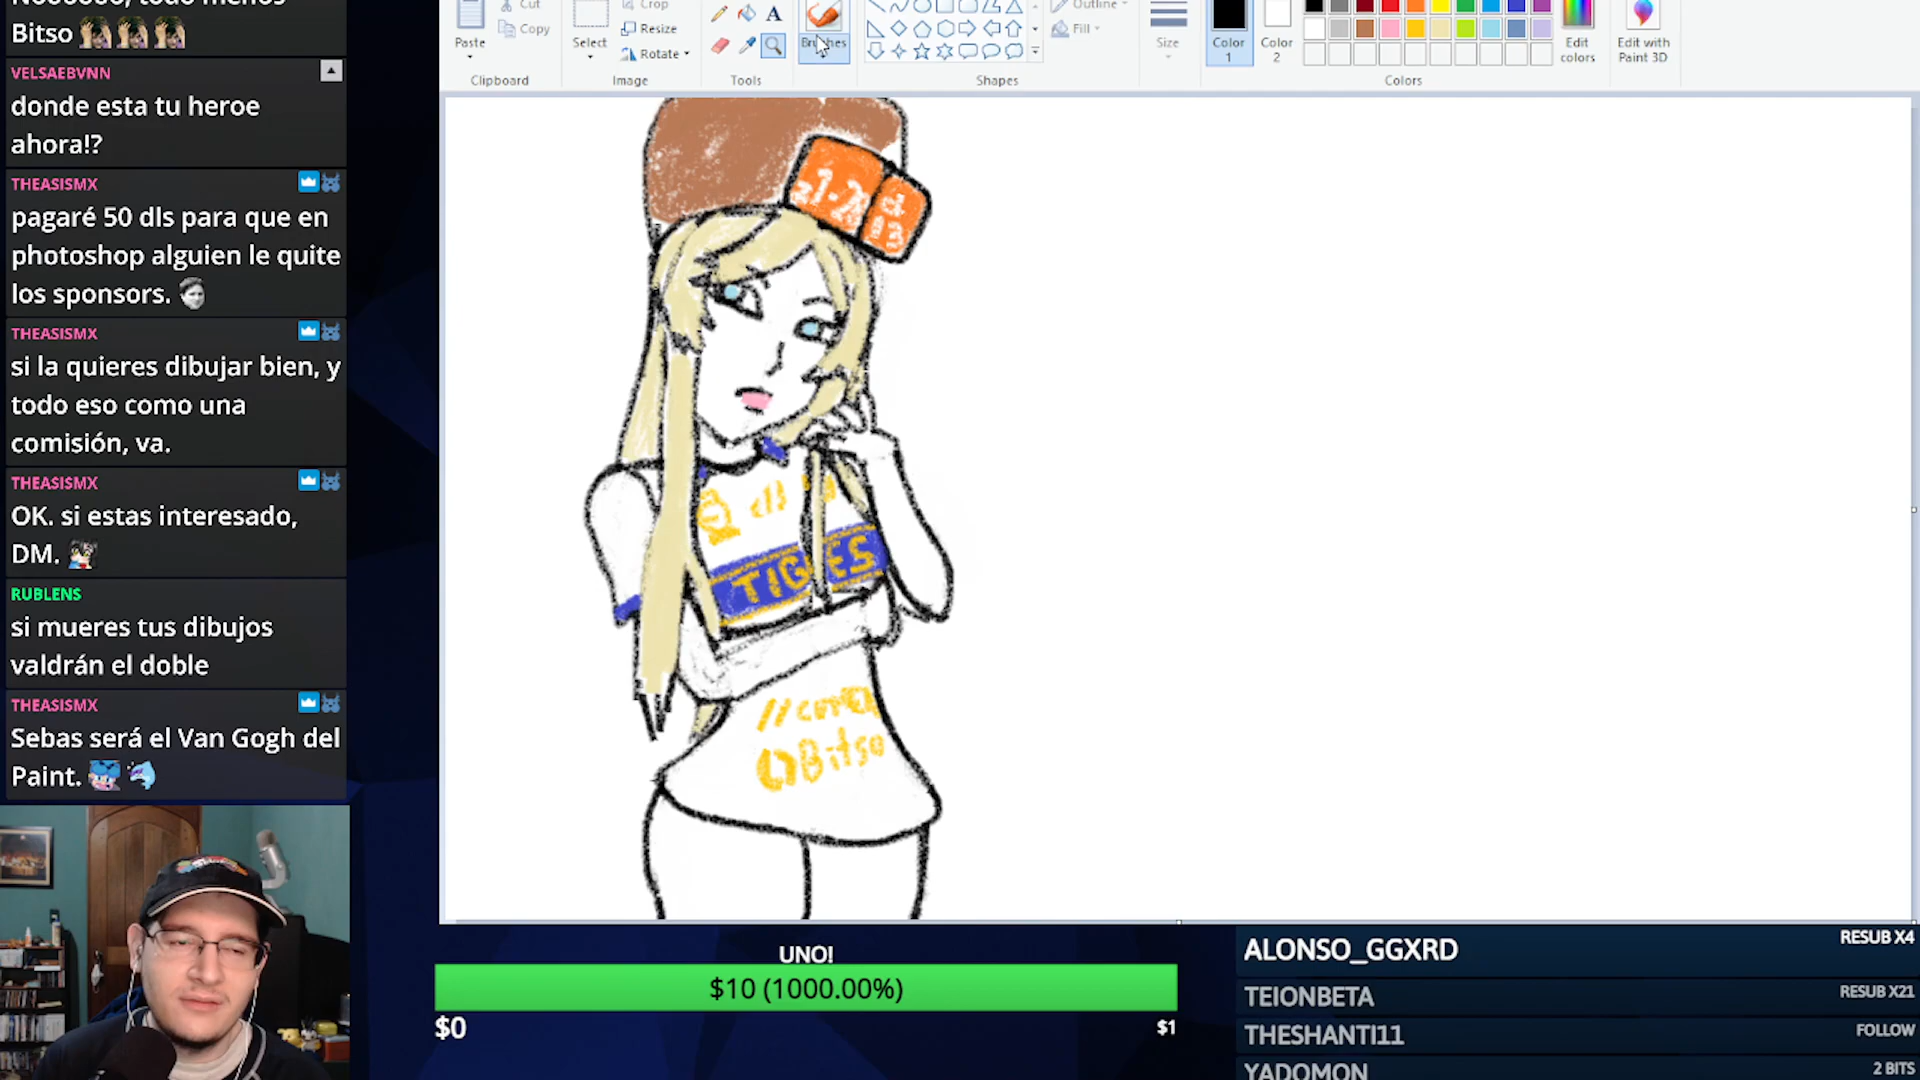 Bitso
VELSAEBVNN
donde esta tu heroe
ahora!?
THEASISMX
pagaré 50 dls para que en
photoshop alguien le quite
los sponsors.
THEASISMX
si la quieres dibujar bien, y
todo eso como una
comisión, va.
THEASISMX
OK. si estas interesado,
DM.
RUBLENS
si mueres tus dibujos
valdrán el doble
THEASISMX
Sebas será el Van Gogh del
Paint.
Cut
Crop
Outline
Copy
Resize
Fill
Paste
Select
Rotate
Brushes
Size
Color
1
Color
2
Edit
colors
Edit with
Paint 3D
Clipboard
Image
Tools
Shapes
Colors
TIGRES
Bitso
UNO!
$10 (1000.00%)
$0
$1
ALONSO_GGXRD
RESUB X4
TEIONBETA
RESUB X21
THESHANTI11
FOLLOW
YADOMON
2 BITS